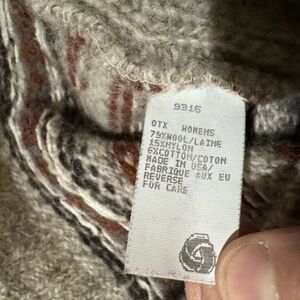 9316
OTX WOMENS
79%WOOL/LAINE
15%NYLON
6%COTTON/COTON
MADE IN USA/
FABRIQUE AUX EU
REVERSE
FOR CARE